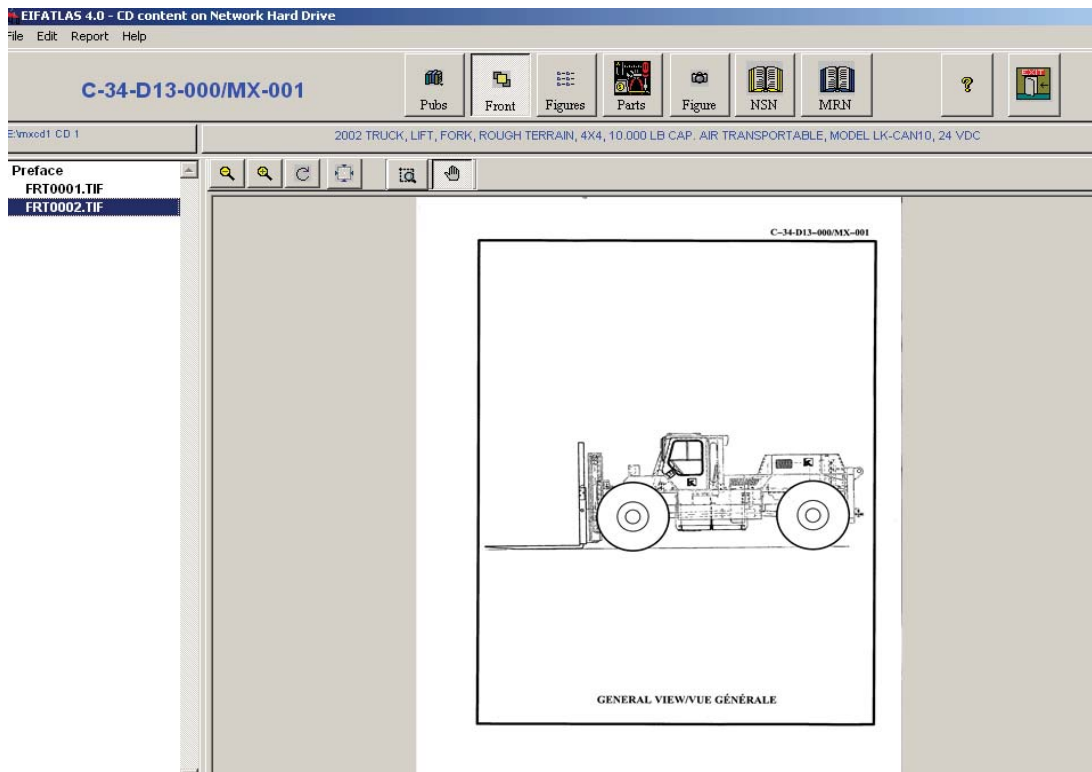 EIFATLAS 4.0 - CD content on Network Hard Drive
File Edit Report Help
C-34-D13-000/MX-001
Pubs Front Figures Parts Figure NSN MRN EXIT
E:\mxcd1 CD 1
2002 TRUCK, LIFT, FORK, ROUGH TERRAIN, 4X4, 10.000 LB CAP. AIR TRANSPORTABLE, MODEL LK-CAN10, 24 VDC
Preface
FRT0001.TIF
FRT0002.TIF
C-34-D13-000/MX-001
GENERAL VIEW/VUE GÉNÉRALE